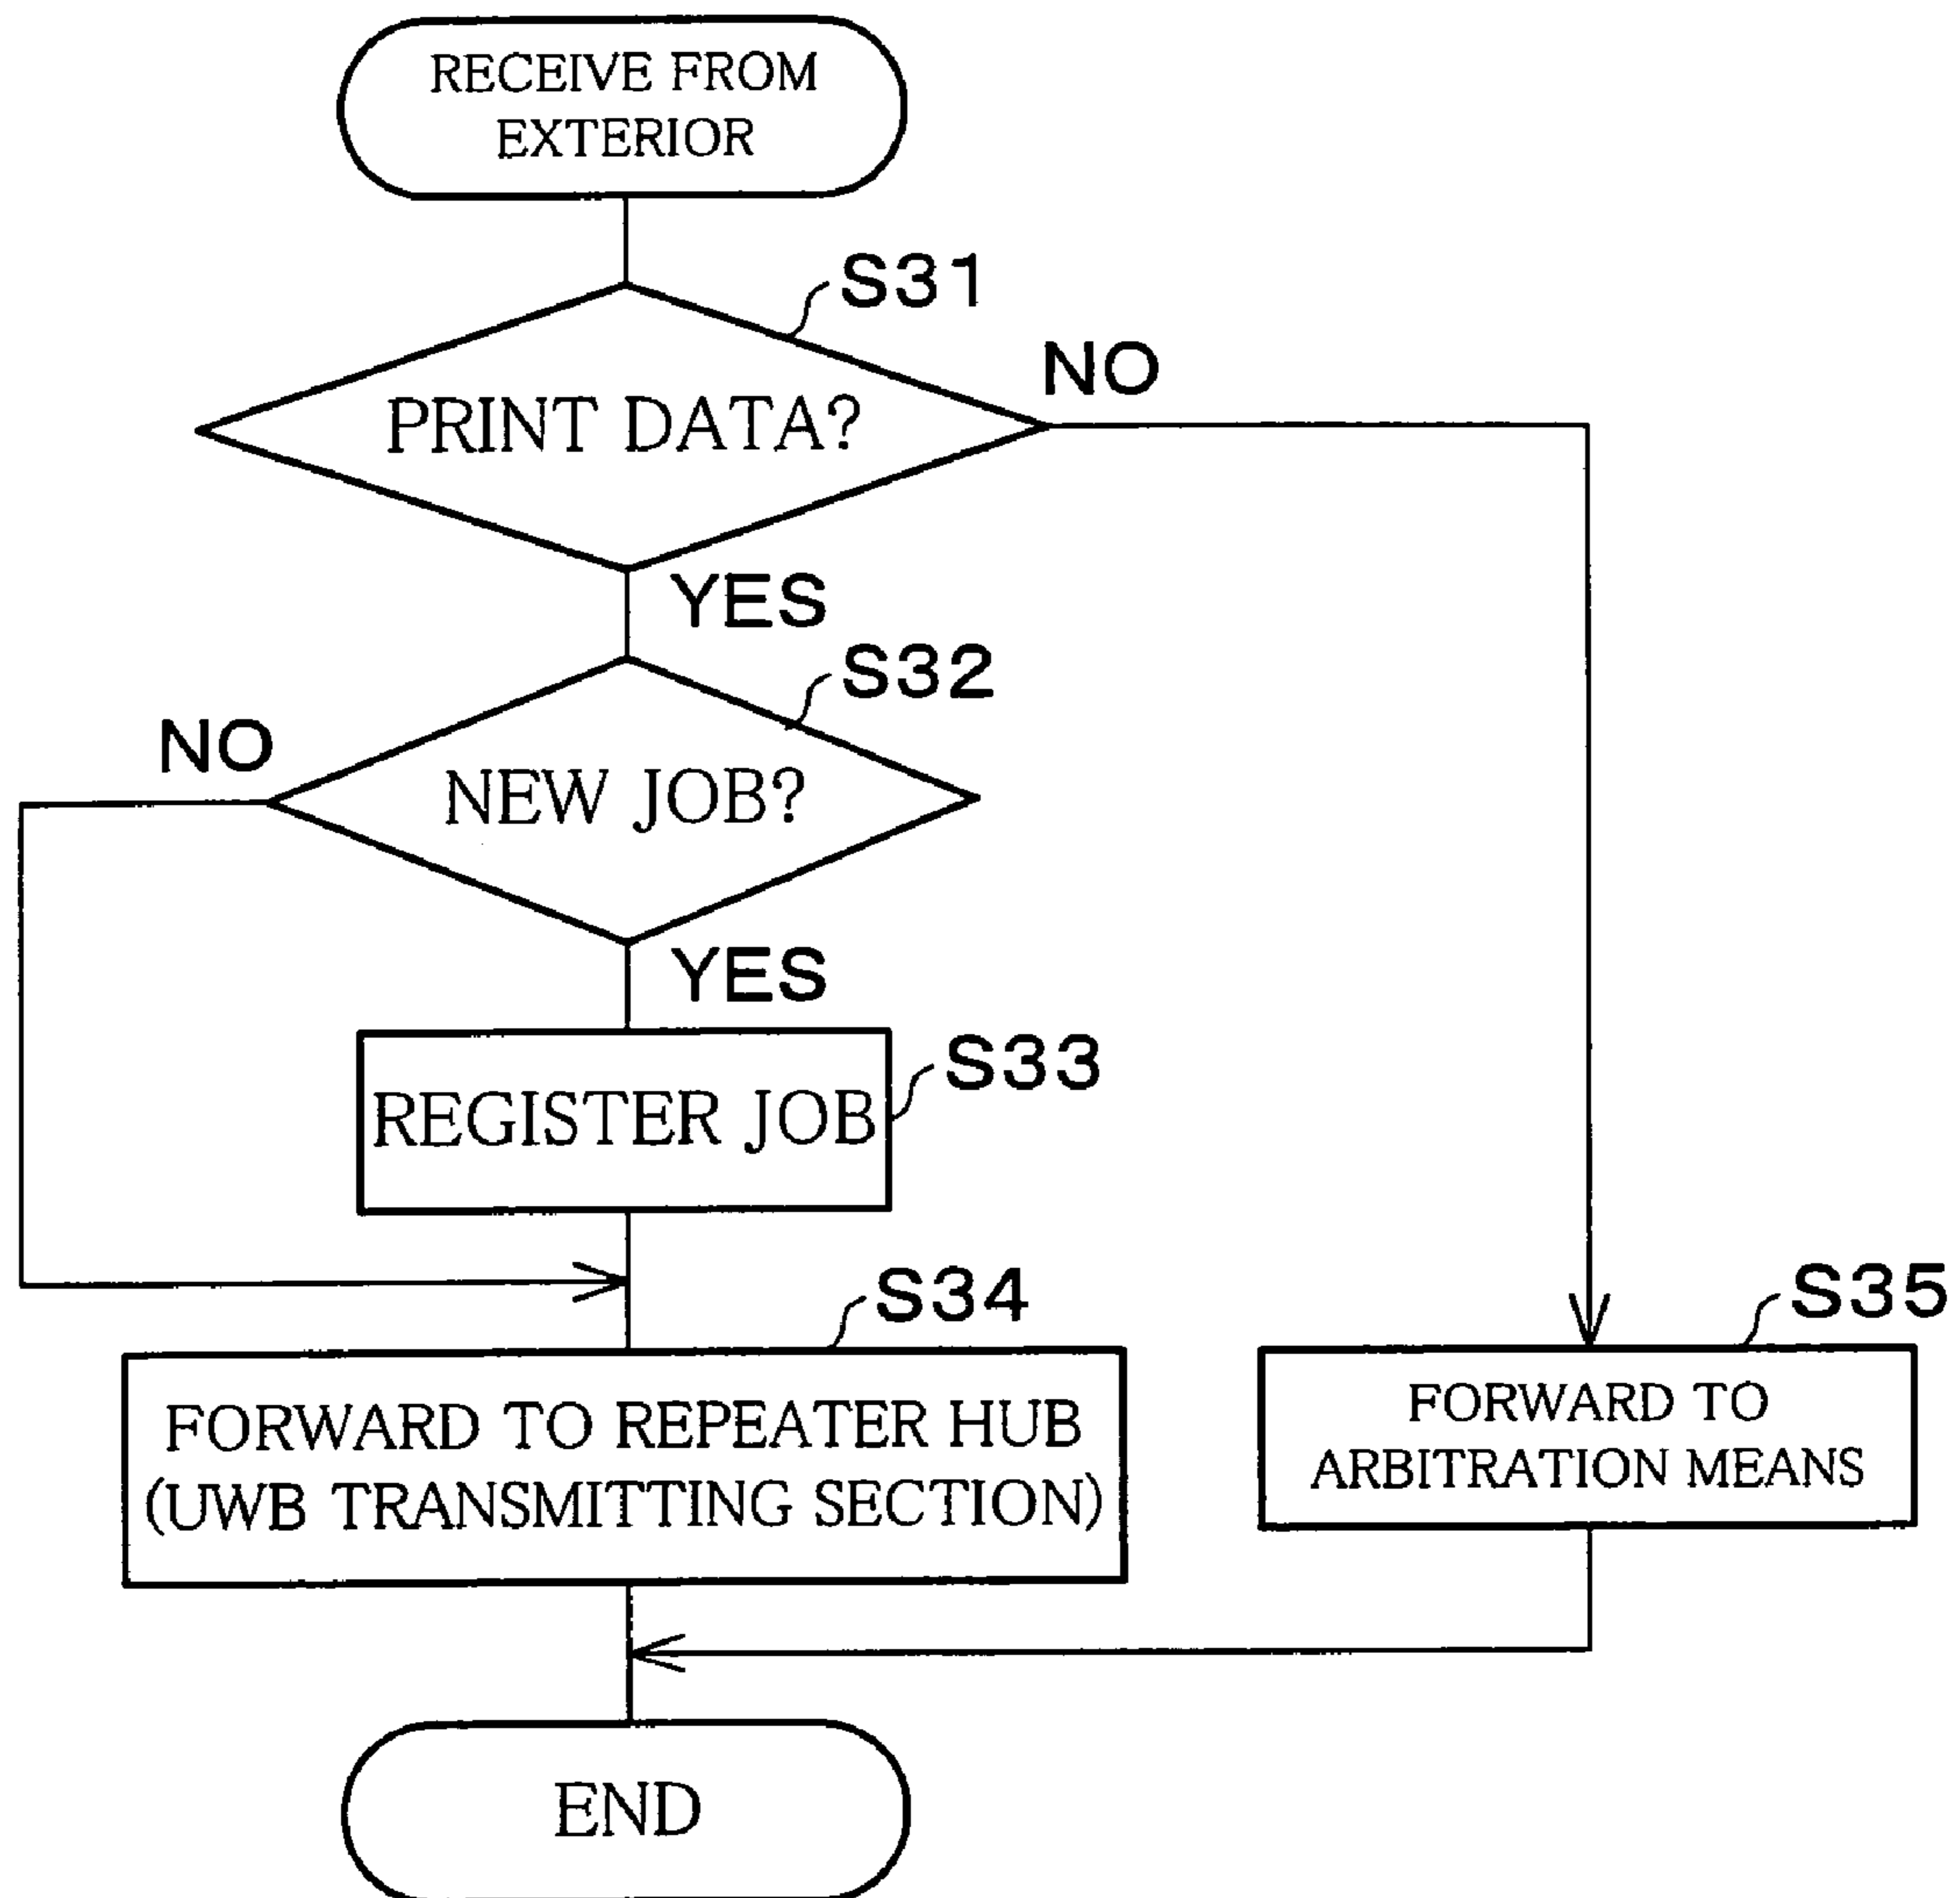 RECEIVE FROM
EXTERIOR
S31
PRINT DATA?
NO
YES
S32
NO
NEW JOB?
YES
S33
REGISTER JOB
S34
FORWARD TO REPEATER HUB
(UWB TRANSMITTING SECTION)
S35
FORWARD TO
ARBITRATION MEANS
END